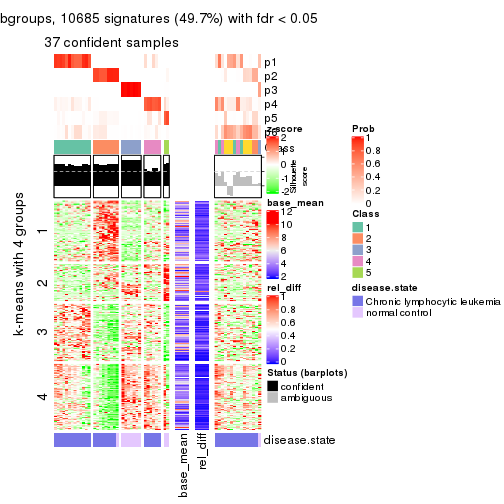 bgroups, 10685 signatures (49.7%) with fdr < 0.05
37 confident samples
p1
p2
p3
p4
p5
z-score
2
1
0
-1
-2
Silhouette
score
base_mean
12
10
8
6
4
2
rel_diff
1
0.8
0.6
0.4
0.2
0
Status (barplots)
confident
ambiguous
Prob
1
0.8
0.6
0.4
0.2
0
Class
1
2
3
4
5
disease.state
Chronic lymphocytic leukemia
normal control
k-means with 4 groups
1
2
3
4
disease.state
base_mean
rel_diff